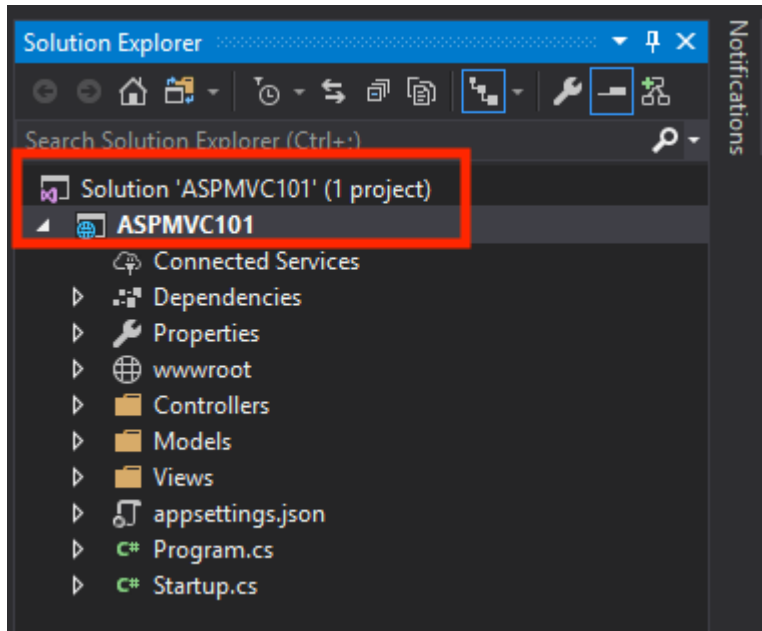 Solution Explorer
Notifications
Search Solution Explorer (Ctrl+;)
Solution 'ASPMVC101' (1 project)
ASPMVC101
Connected Services
Dependencies
Properties
wwwroot
Controllers
Models
Views
appsettings.json
C# Program.cs
C# Startup.cs